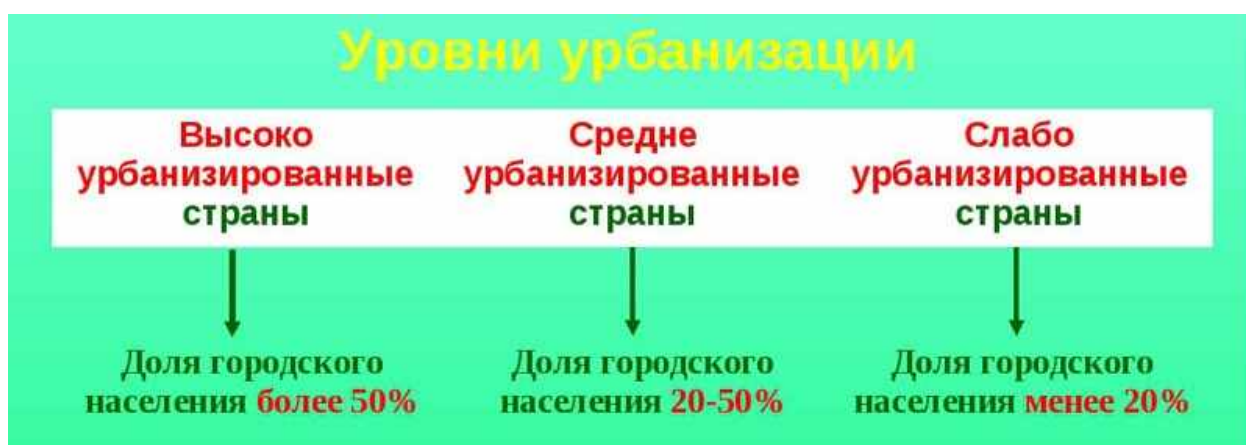 Уровни урбанизации
Высоко
урбанизированные
страны
Средне
урбанизированные
страны
Слабо
урбанизированные
страны
Доля городского
населения более 50%
Доля городского
населения 20-50%
Доля городского
населения менее 20%